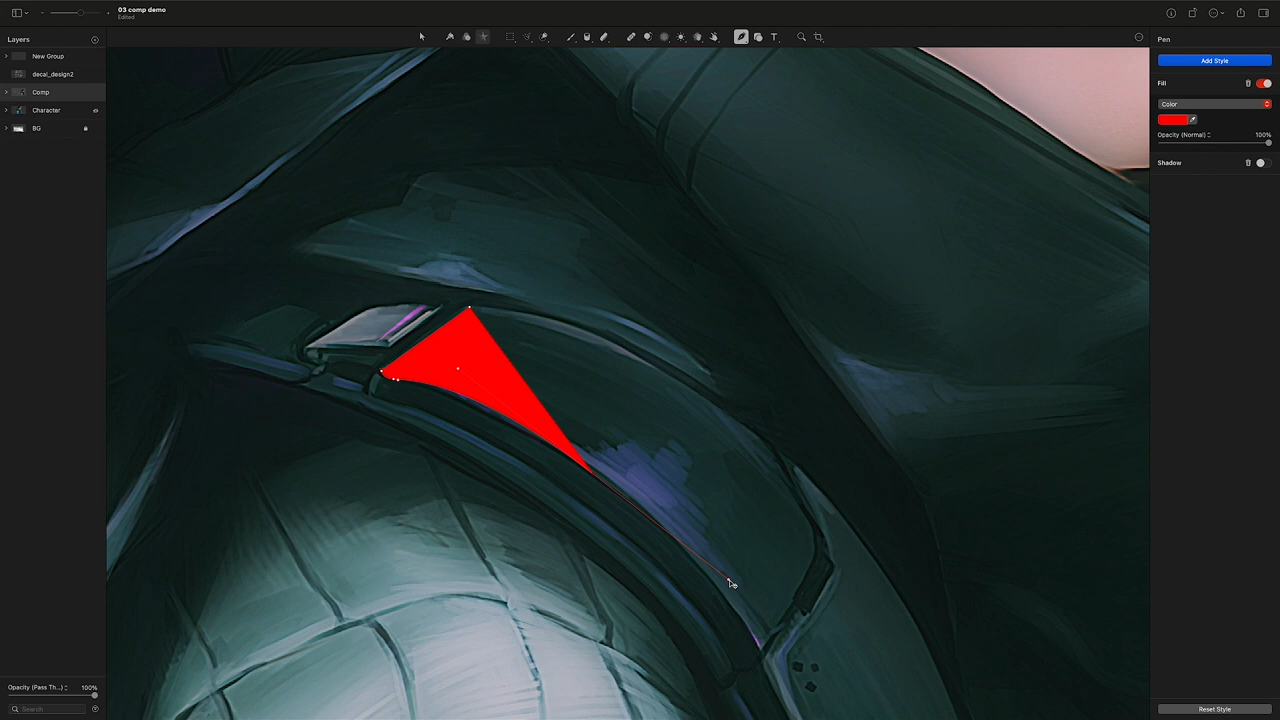 03 comp demo
Edited
Layers
New Group
decal_design2
Comp
Character
BG
Opacity (Pass Th...)
100%
Search
T
Pen
Add Style
Fill
Color
Opacity (Normal)
100%
Shadow
Reset Style